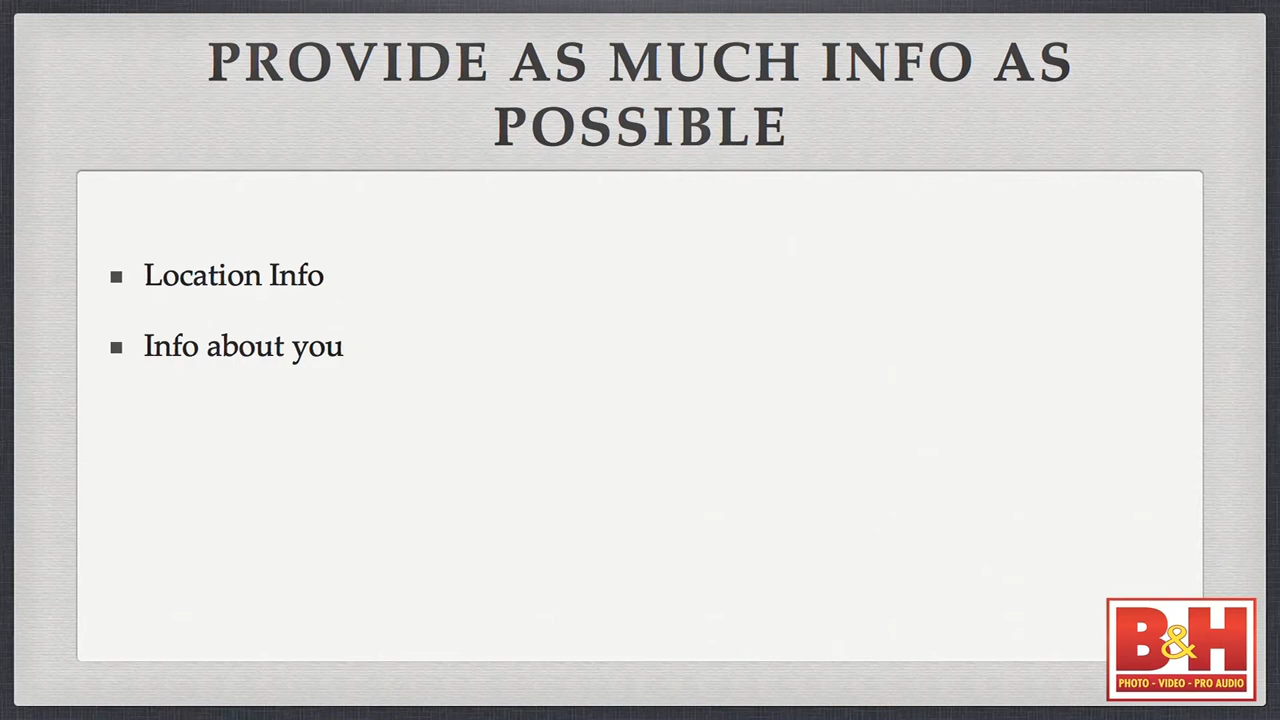 PROVIDE AS MUCH INFO AS
POSSIBLE
Location Info
Info about you
B&H
PHOTO - VIDEO - PRO AUDIO